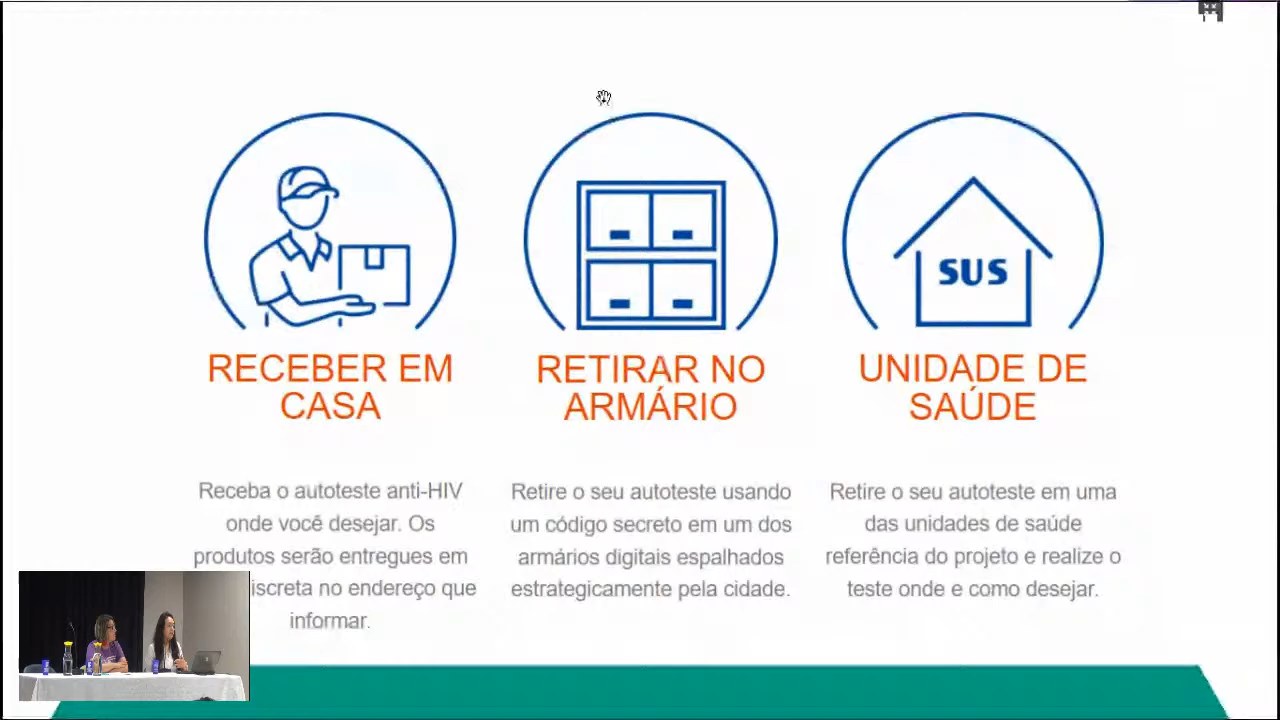 SUS
RECEBER EM
CASA
Receba o autoteste anti-HIV
onde você desejar. Os
produtos serão entregues em
discreta no endereço que
informar.
RETIRAR NO
ARMÁRIO
Retire o seu autoteste usando
um código secreto em um dos
armários digitais espalhados
estrategicamente pela cidade.
UNIDADE DE
SAÚDE
Retire o seu autoteste em uma
das unidades de saúde
referência do projeto e realize o
teste onde e como desejar.